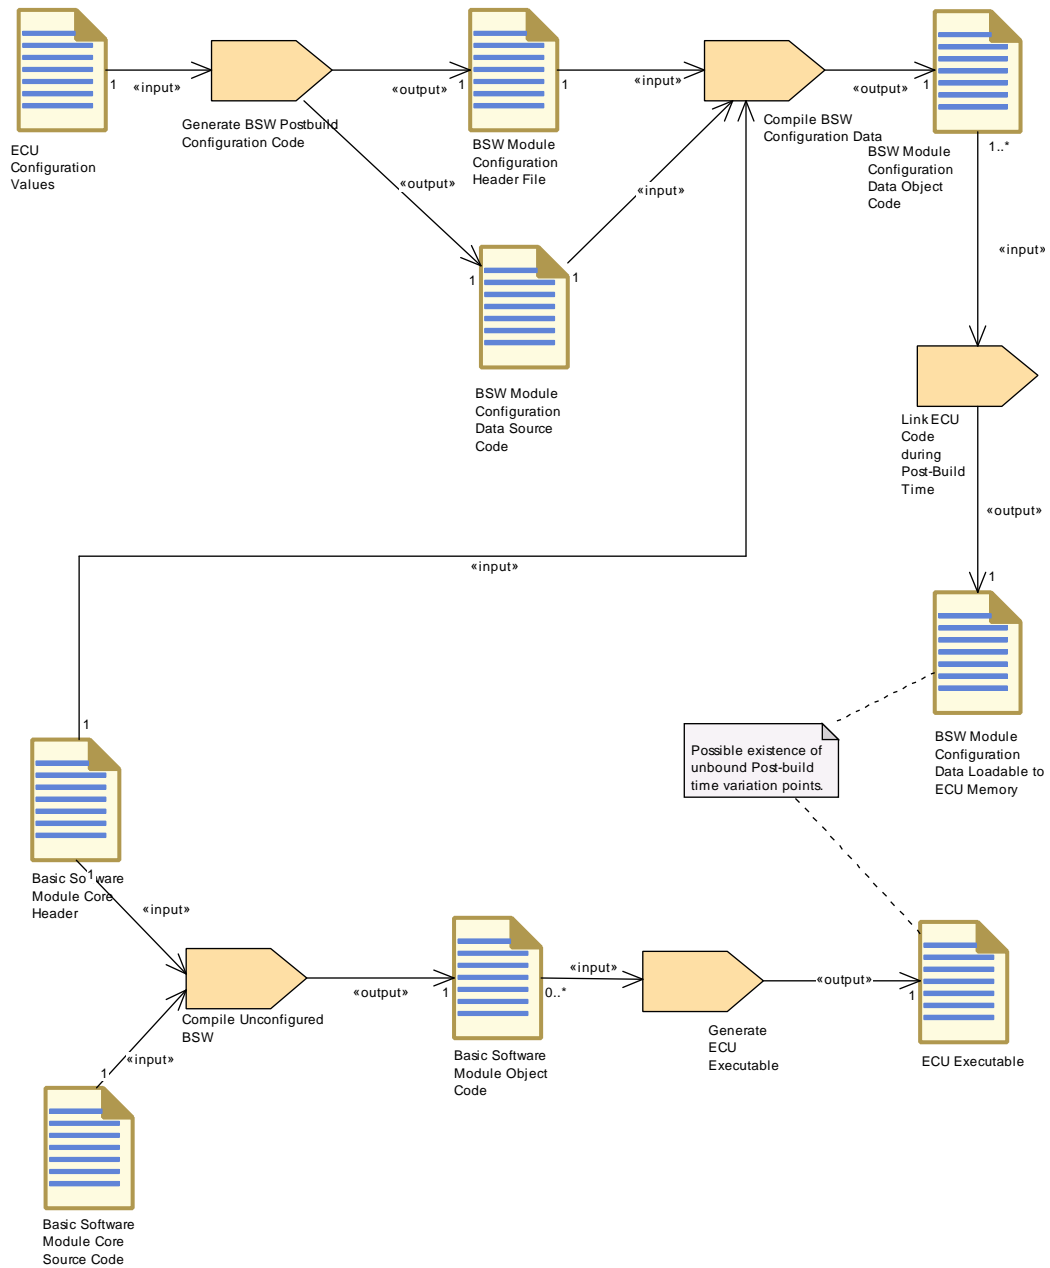 1
«input»
Generate BSW Postbuild
Configuration Code
«output»
1
BSW Module
Configuration
Header File
1
«input»
Compile BSW
Configuration Data
«output»
1
BSW Module
Configuration
Data Object
Code
1..*
ECU
Configuration
Values
«output»
1
1
«input»
BSW Module
Configuration
Data Source
Code
«input»
Link ECU
Code
during
Post-Build
Time
«output»
1
«input»
1
BSW Module
Configuration
Data Loadable to
ECU Memory
Possible existence of
unbound Post-build
time variation points.
Basic Software
Module Core
Header
1
«input»
Compile Unconfigured
BSW
«output»
1
Basic Software
Module Object
Code
0..*
«input»
Generate
ECU
Executable
«output»
1
ECU Executable
«input»
1
Basic Software
Module Core
Source Code